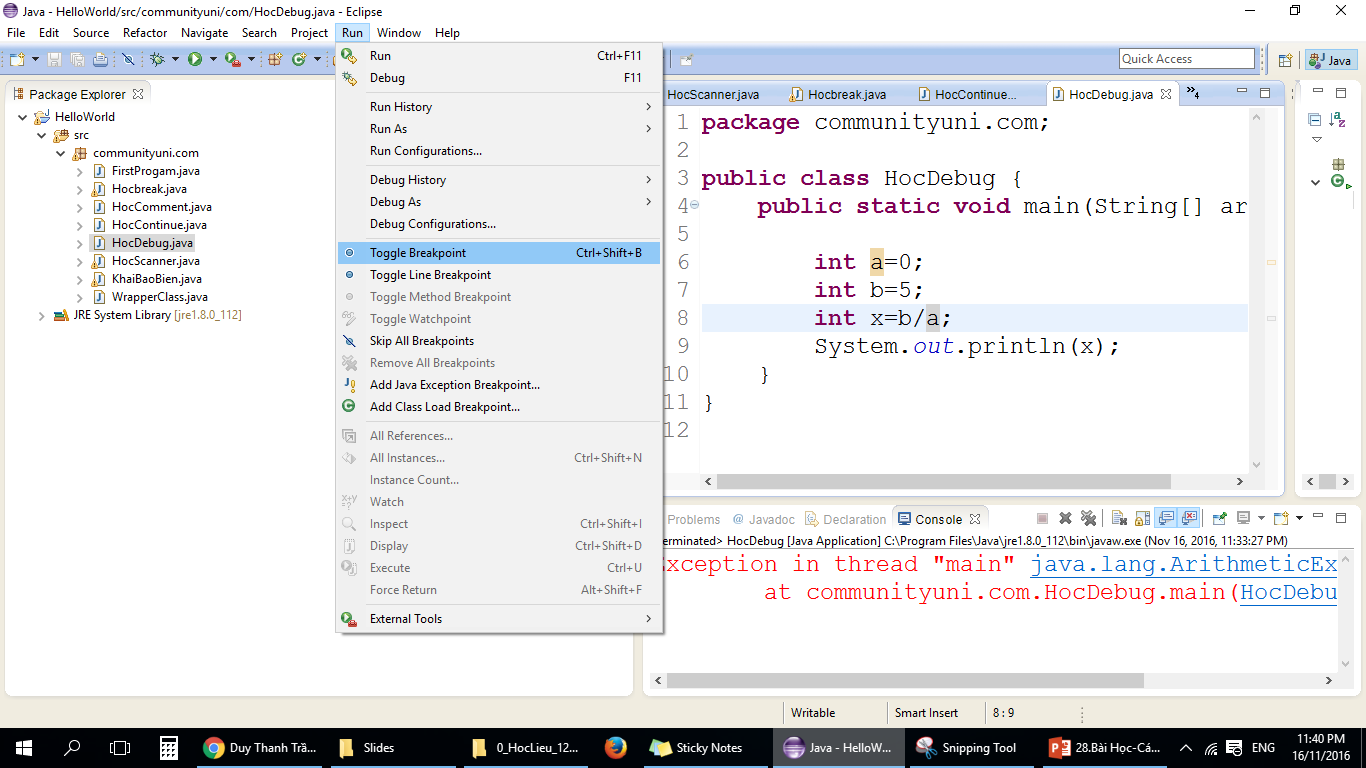 Java - HelloWorld/src/communityuni/com/HocDebug.java - Eclipse
File Edit Source Refactor Navigate Search Project Run Window Help
Quick Access
Java
Package Explorer
HelloWorld
src
communityuni.com
FirstProgam.java
Hocbreak.java
HocComment.java
HocContinue.java
HocDebug.java
HocScanner.java
KhaiBaoBien.java
WrapperClass.java
JRE System Library [jre1.8.0_112]
Run Ctrl+F11
Debug F11
Run History
Run As
Run Configurations...
Debug History
Debug As
Debug Configurations...
Toggle Breakpoint Ctrl+Shift+B
Toggle Line Breakpoint
Toggle Method Breakpoint
Toggle Watchpoint
Skip All Breakpoints
Remove All Breakpoints
Add Java Exception Breakpoint...
Add Class Load Breakpoint...
All References...
All Instances... Ctrl+Shift+N
Instance Count...
Watch
Inspect Ctrl+Shift+I
Display Ctrl+Shift+D
Execute Ctrl+U
Force Return Alt+Shift+F
External Tools
HocScanner.java Hocbreak.java HocContinue... HocDebug.java »4
1 package communityuni.com;
2
3 public class HocDebug {
4 public static void main(String[] ar
5
6 int a=0;
7 int b=5;
8 int x=b/a;
9 System.out.println(x);
10 }
11 }
12
Problems @ Javadoc Declaration Console
erminated> HocDebug [Java Application] C:\Program Files\Java\jre1.8.0_112\bin\javaw.exe (Nov 16, 2016, 11:33:27 PM)
xception in thread "main" java.lang.ArithmeticEx
at communityuni.com.HocDebug.main(HocDebu
Writable Smart Insert 8 : 9
Duy Thanh Trầ... Slides 0_HocLieu_12... Sticky Notes Java - HelloW... Snipping Tool 28.Bài Học-Cá... ENG
11:40 PM
16/11/2016